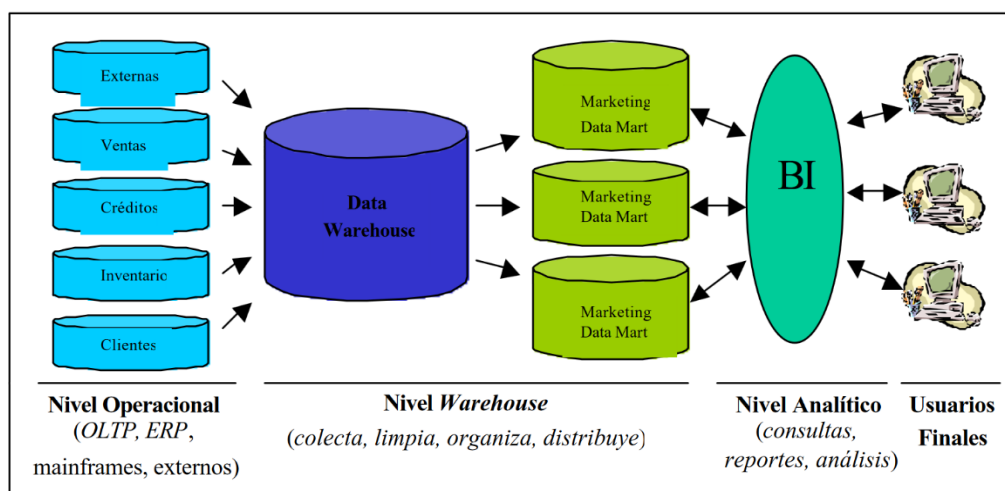 Externas
Ventas
Créditos
Inventario
Clientes
Data
Warehouse
Marketing
Data Mart
Marketing
Data Mart
Marketing
Data Mart
BI
Nivel Operacional
(OLTP, ERP,
mainframes, externos)
Nivel Warehouse
(colecta, limpia, organiza, distribuye)
Nivel Analítico
(consultas,
reportes, análisis)
Usuarios
Finales